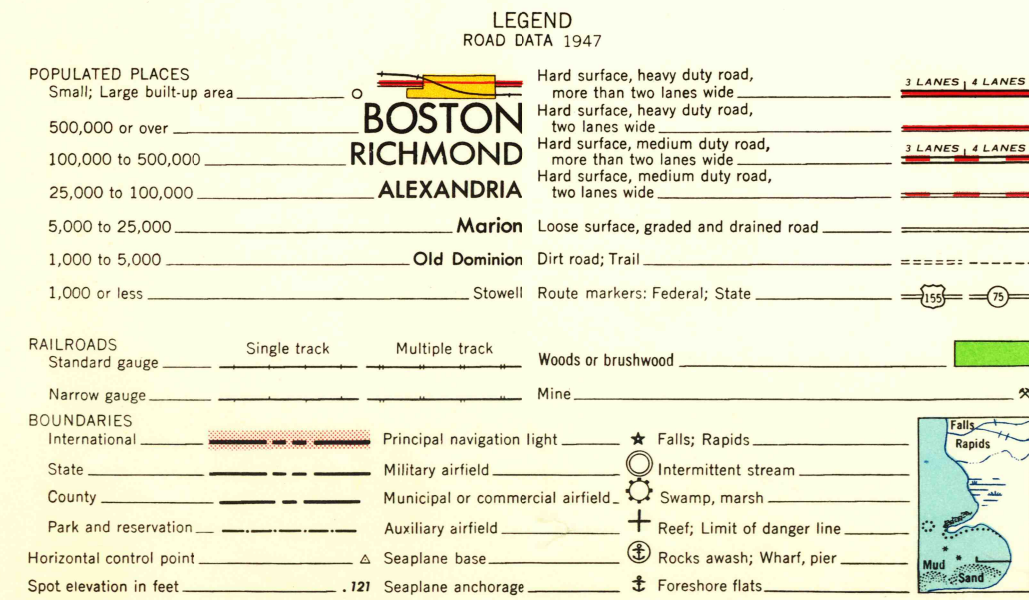 LEGEND
ROAD DATA 1947
POPULATED PLACES
Small; Large built-up area
500,000 or over BOSTON
100,000 to 500,000 RICHMOND
25,000 to 100,000 ALEXANDRIA
5,000 to 25,000 Marion
1,000 to 5,000 Old Dominion
1,000 or less Stowell
Hard surface, heavy duty road,
more than two lanes wide 3 LANES 4 LANES
Hard surface, heavy duty road,
two lanes wide
Hard surface, medium duty road,
more than two lanes wide 3 LANES 4 LANES
Hard surface, medium duty road,
two lanes wide
Loose surface, graded and drained road
Dirt road; Trail
Route markers: Federal; State 155 75
RAILROADS Single track Multiple track
Standard gauge
Narrow gauge
Woods or brushwood
Mine
BOUNDARIES
International
State
County
Park and reservation
Horizontal control point
Spot elevation in feet .121
Principal navigation light
Military airfield
Municipal or commercial airfield
Auxiliary airfield
Seaplane base
Seaplane anchorage
Falls; Rapids
Intermittent stream
Swamp, marsh
Reef; Limit of danger line
Rocks awash; Wharf, pier
Foreshore flats
Falls
Rapids
Mud
Sand